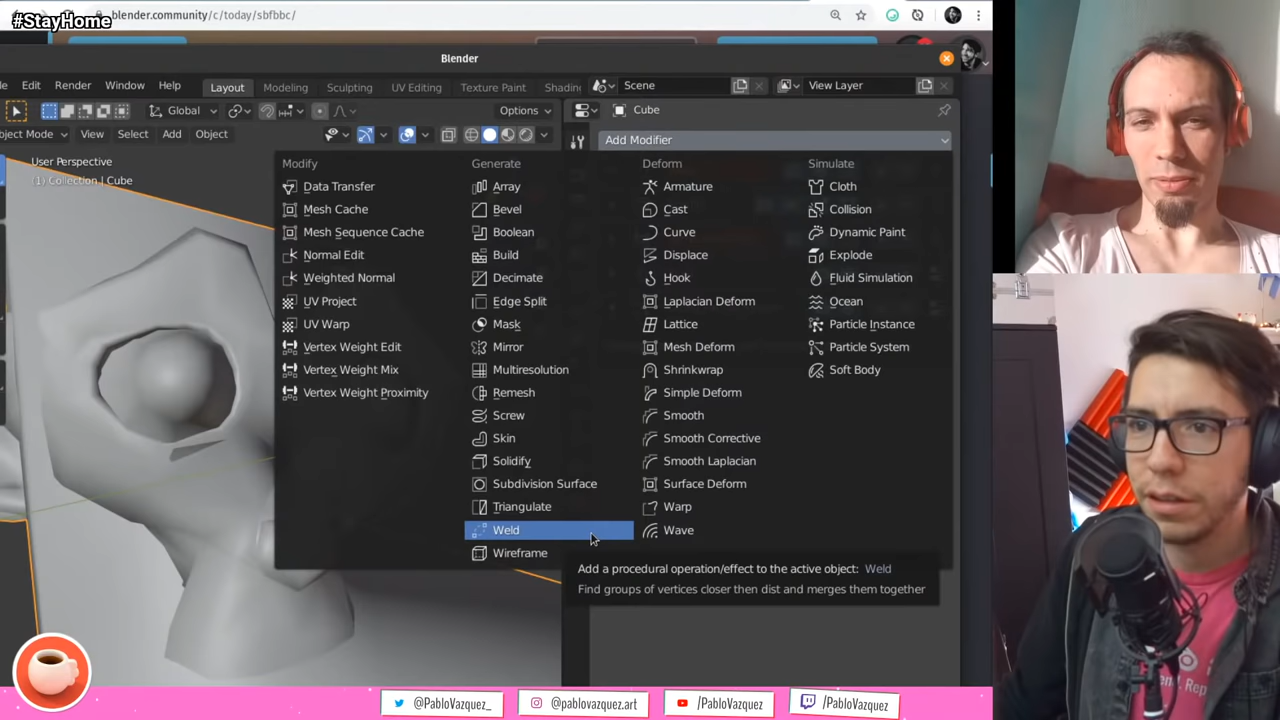 #StayHome
blender.community/c/today/sbfbbc/
Blender
Edit Render Window Help Layout Modeling Sculpting UV Editing Texture Paint Scene View Layer
Global Options Cube
View Select Add Object Add Modifier
User Perspective
(1) Collection | Cube
Modify
Data Transfer
Mesh Cache
Mesh Sequence Cache
Normal Edit
Weighted Normal
UV Project
UV Warp
Vertex Weight Edit
Vertex Weight Mix
Vertex Weight Proximity
Generate
Array
Bevel
Boolean
Build
Decimate
Edge Split
Mask
Mirror
Multiresolution
Remesh
Screw
Skin
Solidify
Subdivision Surface
Triangulate
Weld
Wireframe
Deform
Armature
Cast
Curve
Displace
Hook
Laplacian Deform
Lattice
Mesh Deform
Shrinkwrap
Simple Deform
Smooth
Smooth Corrective
Smooth Laplacian
Surface Deform
Warp
Wave
Simulate
Cloth
Collision
Dynamic Paint
Explode
Fluid Simulation
Ocean
Particle Instance
Particle System
Soft Body
Add a procedural operation/effect to the active object: Weld
Find groups of vertices closer then dist and merges them together
@PabloVazquez_
@pablovazquez.art
/PabloVazquez
/PabloVazquez